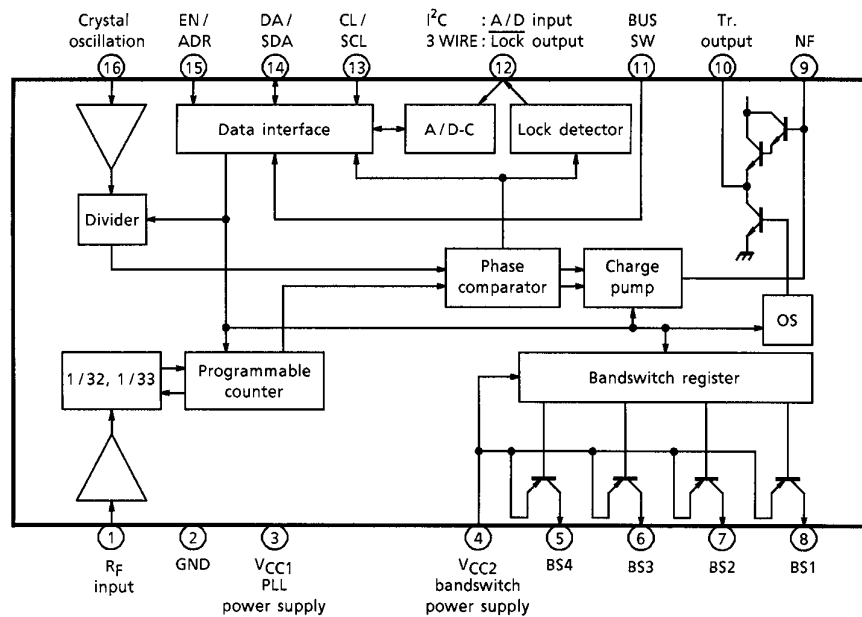 Crystal
oscillation
EN /
ADR
DA /
SDA
CL /
SCL
I²C : A / D input
3 WIRE : Lock output
BUS
SW
Tr.
output
NF
16
15
14
13
12
11
10
9
Data interface
A / D-C
Lock detector
Divider
Phase
comparator
Charge
pump
OS
1 / 32, 1 / 33
Programmable
counter
Bandswitch register
1
2
3
4
5
6
7
8
RF
input
GND
VCC1
PLL
power supply
VCC2
bandswitch
power supply
BS4
BS3
BS2
BS1